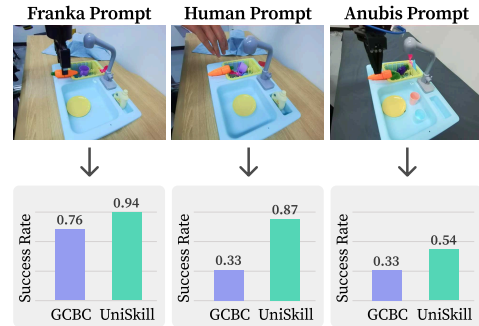 Franka Prompt
Human Prompt
Anubis Prompt
Success Rate
0.76
0.94
GCBC UniSkill
Success Rate
0.33
0.87
GCBC UniSkill
Success Rate
0.33
0.54
GCBC UniSkill